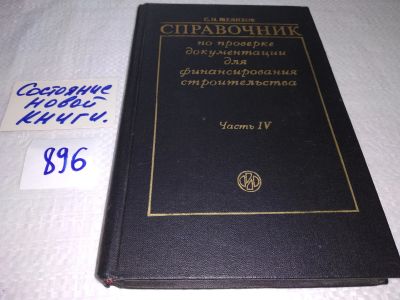 СПРАВОЧНИК
по проверке
документации
для
финансирования
строительства
Часть IV
Состояние
новой
книги.
896